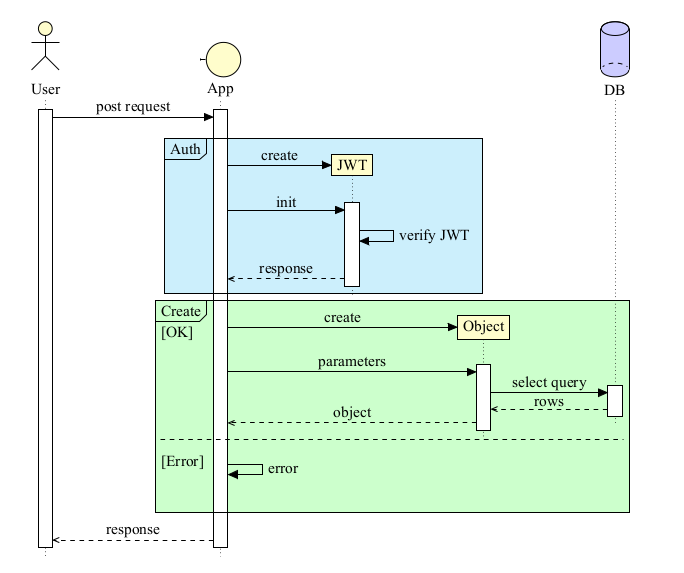 User
App
DB
post request
Auth
create
JWT
init
verify JWT
response
Create
[OK]
create
Object
parameters
select query
rows
object
[Error]
error
response